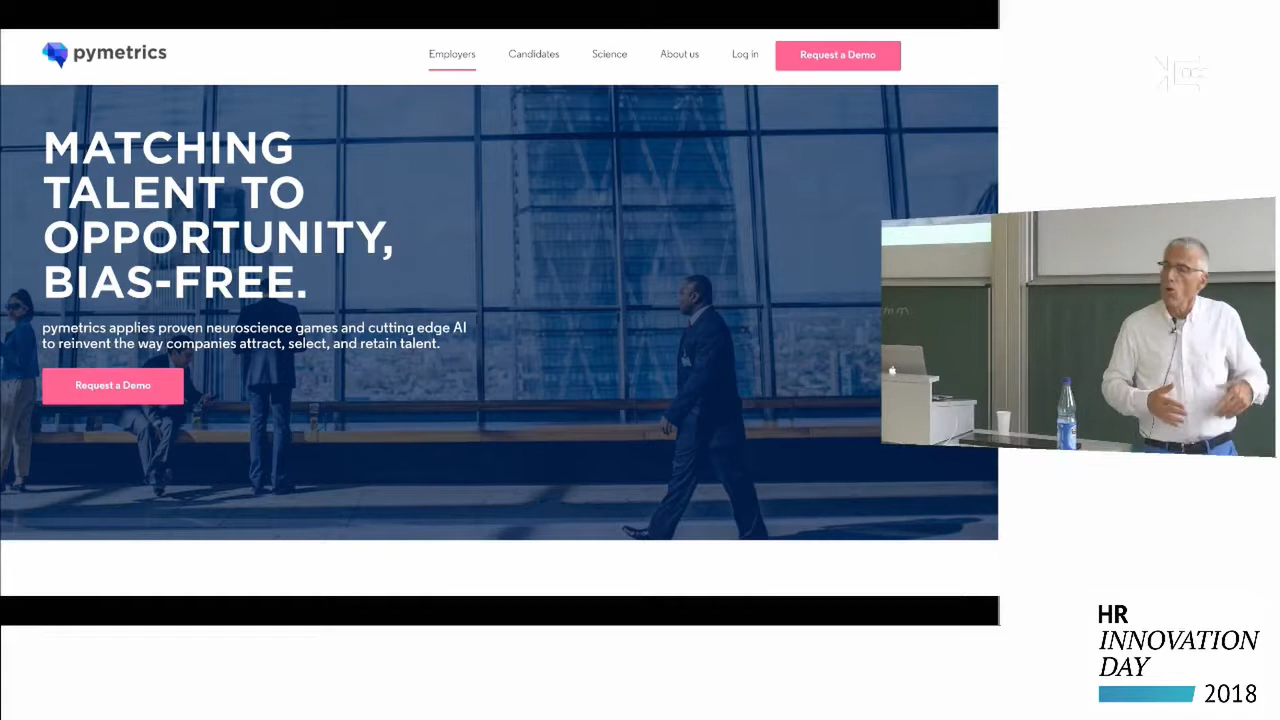 pymetrics
Employers Candidates Science About us Log in Request a Demo
MATCHING
TALENT TO
OPPORTUNITY,
BIAS-FREE.
pymetrics applies proven neuroscience games and cutting edge AI
to reinvent the way companies attract, select, and retain talent.
Request a Demo
HR
INNOVATION
DAY
2018